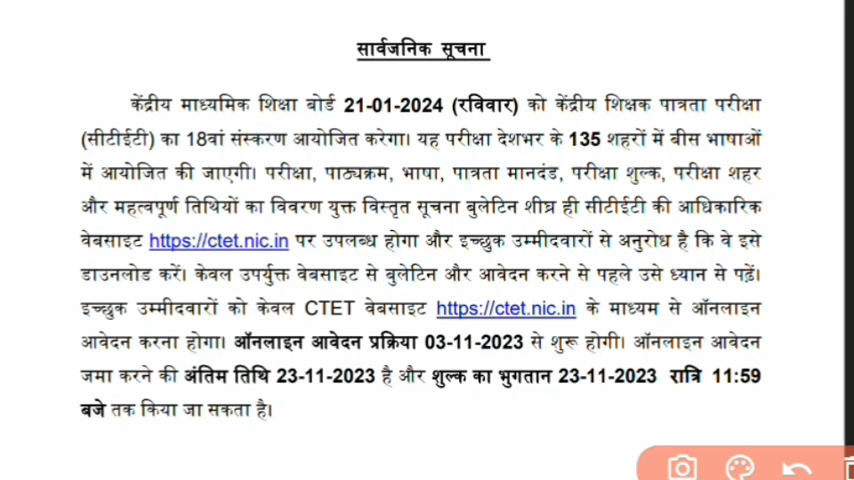 सार्वजनिक सूचना
केंद्रीय माध्यमिक शिक्षा बोर्ड 21-01-2024 (रविवार) को केंद्रीय शिक्षक पात्रता परीक्षा
(सीटीईटी) का 18वां संस्करण आयोजित करेगा। यह परीक्षा देशभर के 135 शहरों में बीस भाषाओं
में आयोजित की जाएगी। परीक्षा, पाठ्यक्रम, भाषा, पात्रता मानदंड, परीक्षा शुल्क, परीक्षा शहर
और महत्वपूर्ण तिथियों का विवरण युक्त विस्तृत सूचना बुलेटिन शीघ्र ही सीटीईटी की आधिकारिक
वेबसाइट https://ctet.nic.in पर उपलब्ध होगा और इच्छुक उम्मीदवारों से अनुरोध है कि वे इसे
डाउनलोड करें। केवल उपर्युक्त वेबसाइट से बुलेटिन और आवेदन करने से पहले उसे ध्यान से पढ़ें।
इच्छुक उम्मीदवारों को केवल CTET वेबसाइट https://ctet.nic.in के माध्यम से ऑनलाइन
आवेदन करना होगा। ऑनलाइन आवेदन प्रक्रिया 03-11-2023 से शुरू होगी। ऑनलाइन आवेदन
जमा करने की अंतिम तिथि 23-11-2023 है और शुल्क का भुगतान 23-11-2023 रात्रि 11:59
बजे तक किया जा सकता है।